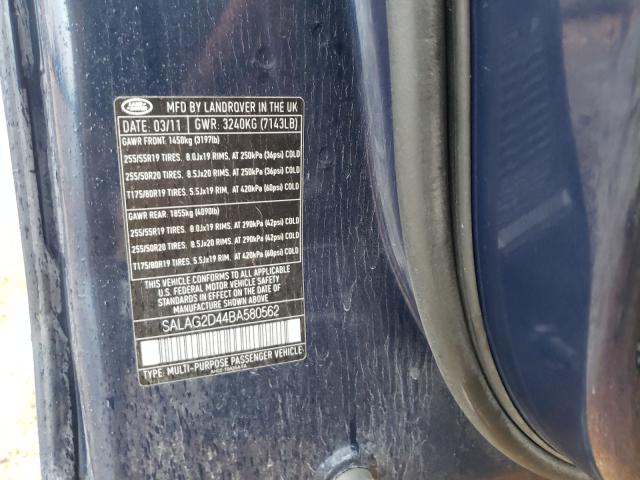 LAND ROVER
MFD BY LANDROVER IN THE UK
DATE: 03/11 GWR: 3240KG (7143LB)
GAWR FRONT: 1450kg (3197lb)
255/55R19 TIRES. 8.0Jx19 RIMS, AT 250kPa (36psi) COLD
255/50R20 TIRES. 8.5Jx20 RIMS, AT 250kPa (36psi) COLD
T175/80R19 TIRES. 5.5Jx19 RIM, AT 420kPa (60psi) COLD
GAWR REAR: 1855kg (4090lb)
255/55R19 TIRES. 8.0Jx19 RIMS, AT 290kPa (42psi) COLD
255/50R20 TIRES. 8.5Jx20 RIMS, AT 290kPa (42psi) COLD
T175/80R19 TIRES. 5.5Jx19 RIM, AT 420kPa (60psi) COLD
THIS VEHICLE CONFORMS TO ALL APPLICABLE
U.S. FEDERAL MOTOR VEHICLE SAFETY
STANDARDS IN EFFECT ON THE DATE OF
MANUFACTURE SHOWN ABOVE
SALAG2D44BA580562
TYPE: MULTI-PURPOSE PASSENGER VEHICLE